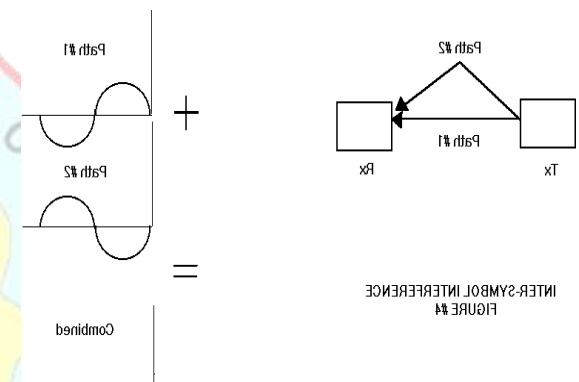 Path #2
Path #1
Tx
Rx
INTER-SYMBOL INTERFERENCE
FIGURE #4
Path #1
+
Path #2
=
Combined